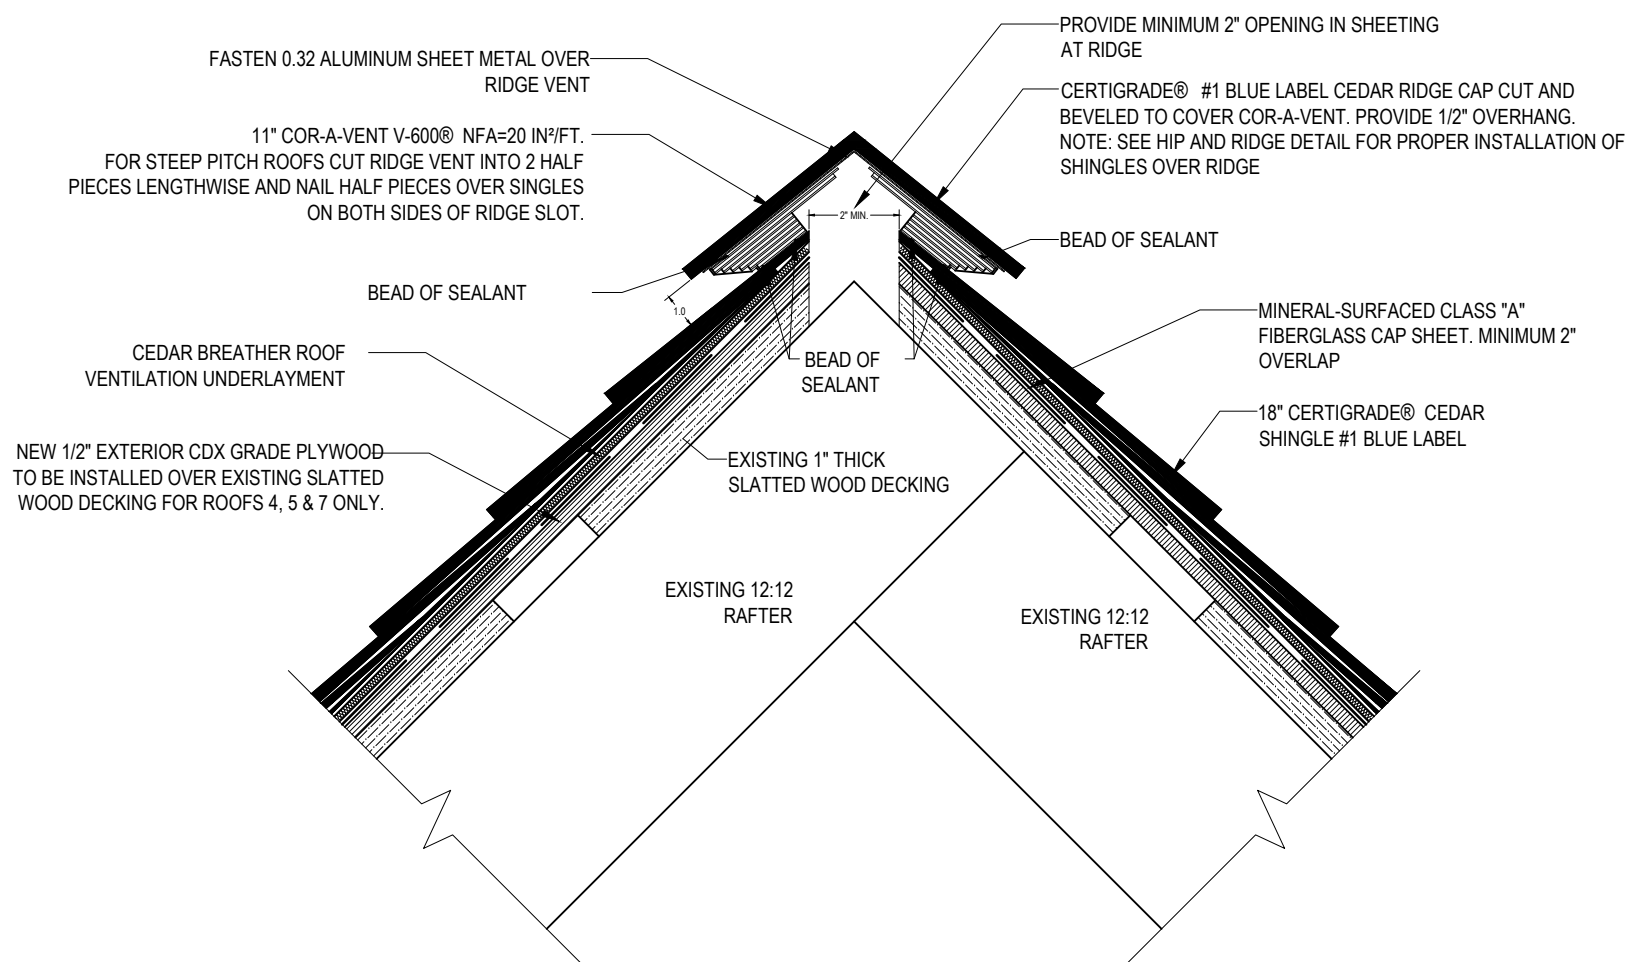 PROVIDE MINIMUM 2" OPENING IN SHEETING
AT RIDGE
FASTEN 0.32 ALUMINUM SHEET METAL OVER
RIDGE VENT
CERTIGRADE® #1 BLUE LABEL CEDAR RIDGE CAP CUT AND
BEVELED TO COVER COR-A-VENT. PROVIDE 1/2" OVERHANG.
NOTE: SEE HIP AND RIDGE DETAIL FOR PROPER INSTALLATION OF
SHINGLES OVER RIDGE
11" COR-A-VENT V-600® NFA=20 IN²/FT.
FOR STEEP PITCH ROOFS CUT RIDGE VENT INTO 2 HALF
PIECES LENGTHWISE AND NAIL HALF PIECES OVER SINGLES
ON BOTH SIDES OF RIDGE SLOT.
2" MIN.
BEAD OF SEALANT
BEAD OF SEALANT
1.0
MINERAL-SURFACED CLASS "A"
FIBERGLASS CAP SHEET. MINIMUM 2"
OVERLAP
CEDAR BREATHER ROOF
VENTILATION UNDERLAYMENT
BEAD OF
SEALANT
18" CERTIGRADE® CEDAR
SHINGLE #1 BLUE LABEL
NEW 1/2" EXTERIOR CDX GRADE PLYWOOD
TO BE INSTALLED OVER EXISTING SLATTED
WOOD DECKING FOR ROOFS 4, 5 & 7 ONLY.
EXISTING 1" THICK
SLATTED WOOD DECKING
EXISTING 12:12
RAFTER
EXISTING 12:12
RAFTER